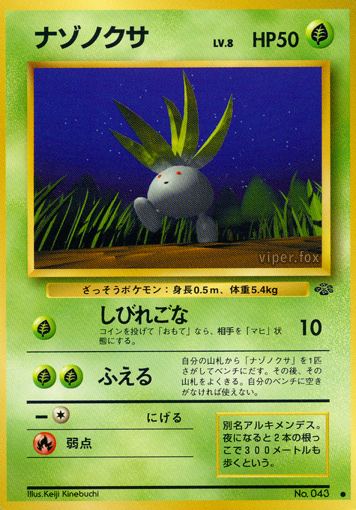 ナゾノクサ LV.8 HP50
viper.fox
ざっそうポケモン：身長0.5m、体重5.4kg
しびれごな 10
コインを投げて「おもて」なら、相手を「マヒ」状
態にする。
ふえる
自分の山札から「ナゾノクサ」を1匹
さがしてベンチにだす。その後、その
山札をよくきる。自分のベンチに空き
がなければ使えない。
にげる
弱点
別名アルキメンデス。
夜になると2本の根っ
こで300メートルも
歩くという。
Illus.Keiji Kinebuchi No. 043